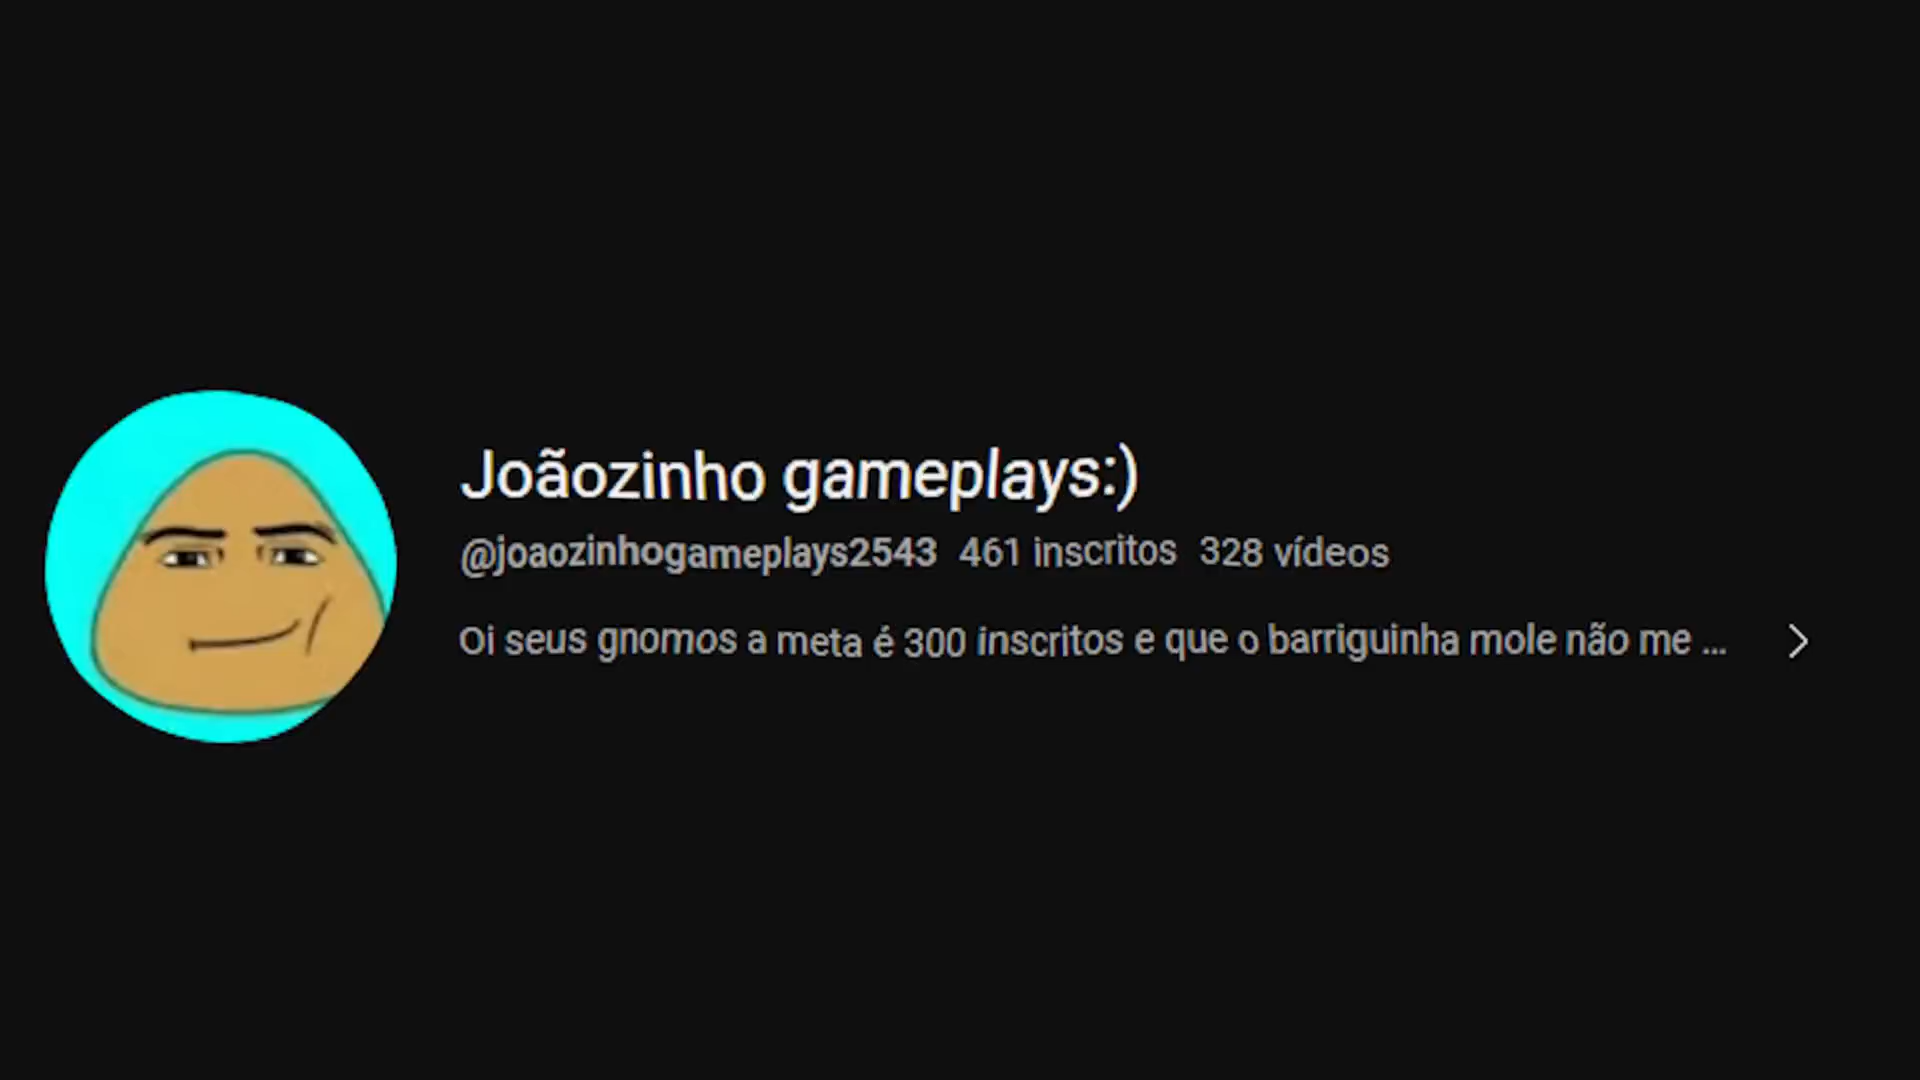 Joãozinho gameplays:)
@joaozinhogameplays2543 461 inscritos 328 vídeos
Oi seus gnomos a meta é 300 inscritos e que o barriguinha mole não me ...